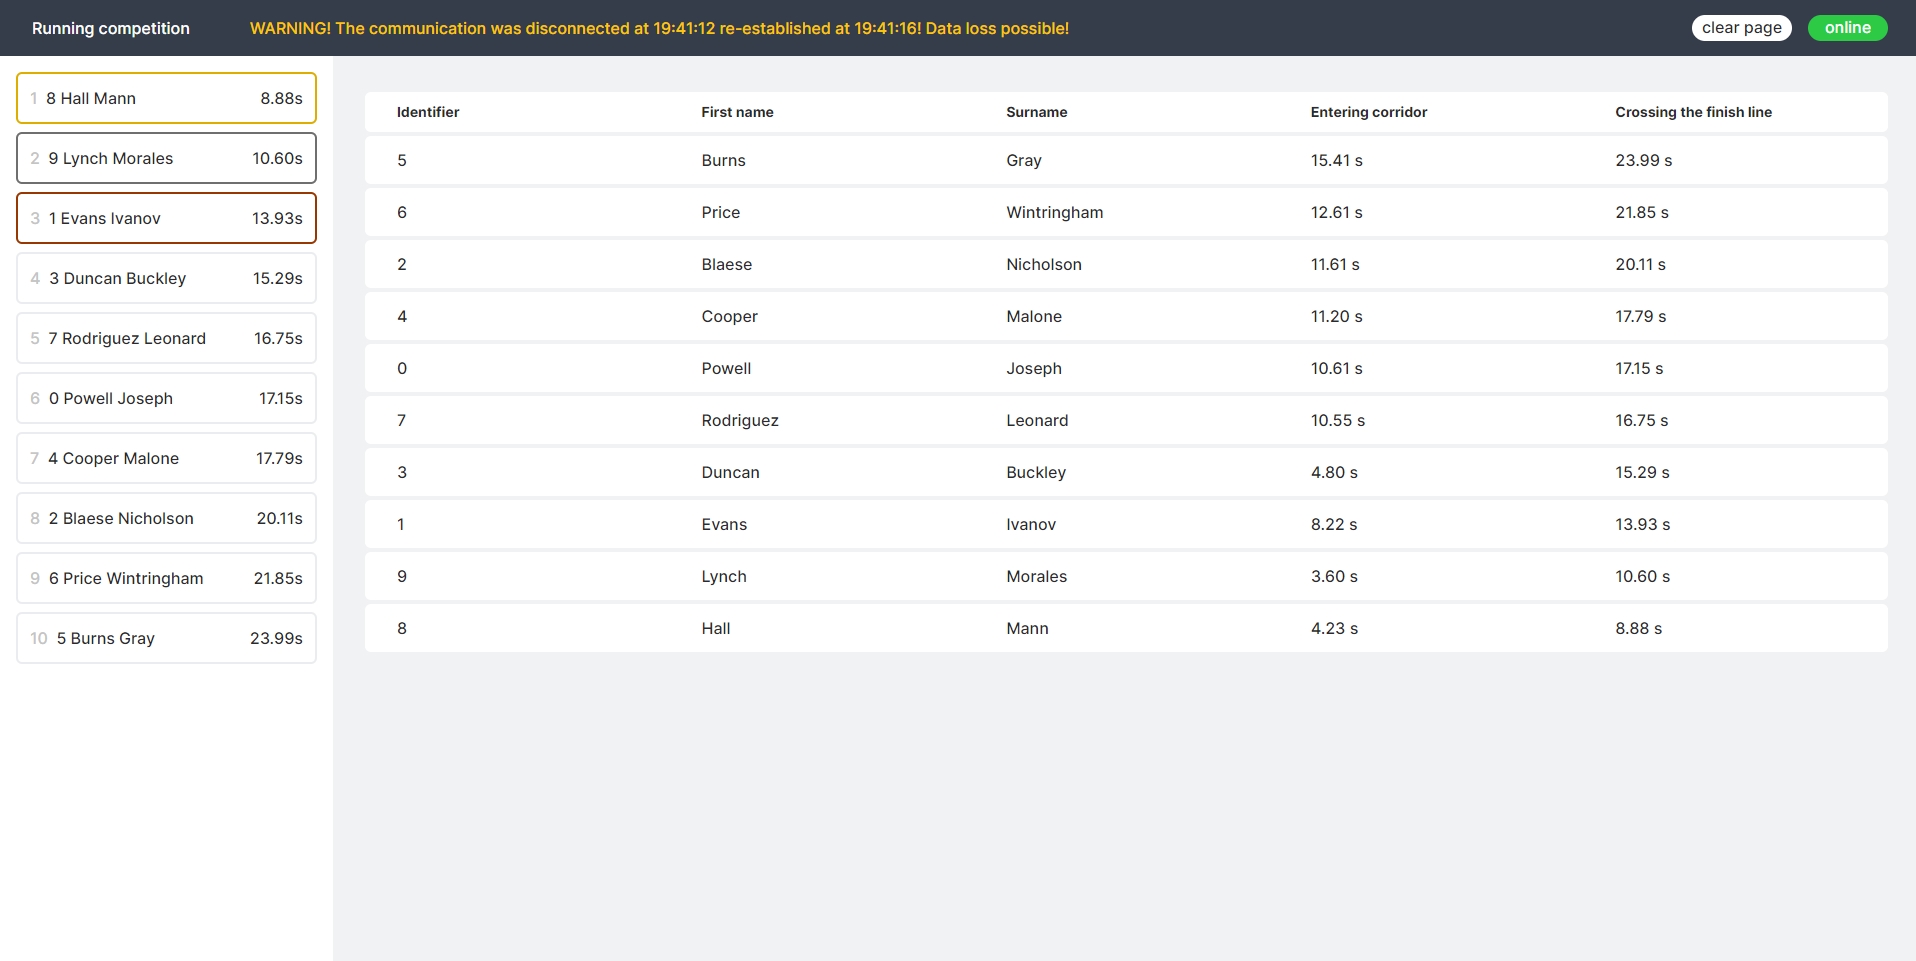 Running competition WARNING! The communication was disconnected at 19:41:12 re-established at 19:41:16! Data loss possible! clear page online
1 8 Hall Mann 8.88s
2 9 Lynch Morales 10.60s
3 1 Evans Ivanov 13.93s
4 3 Duncan Buckley 15.29s
5 7 Rodriguez Leonard 16.75s
6 0 Powell Joseph 17.15s
7 4 Cooper Malone 17.79s
8 2 Blaese Nicholson 20.11s
9 6 Price Wintringham 21.85s
10 5 Burns Gray 23.99s
Identifier First name Surname Entering corridor Crossing the finish line
5 Burns Gray 15.41 s 23.99 s
6 Price Wintringham 12.61 s 21.85 s
2 Blaese Nicholson 11.61 s 20.11 s
4 Cooper Malone 11.20 s 17.79 s
0 Powell Joseph 10.61 s 17.15 s
7 Rodriguez Leonard 10.55 s 16.75 s
3 Duncan Buckley 4.80 s 15.29 s
1 Evans Ivanov 8.22 s 13.93 s
9 Lynch Morales 3.60 s 10.60 s
8 Hall Mann 4.23 s 8.88 s